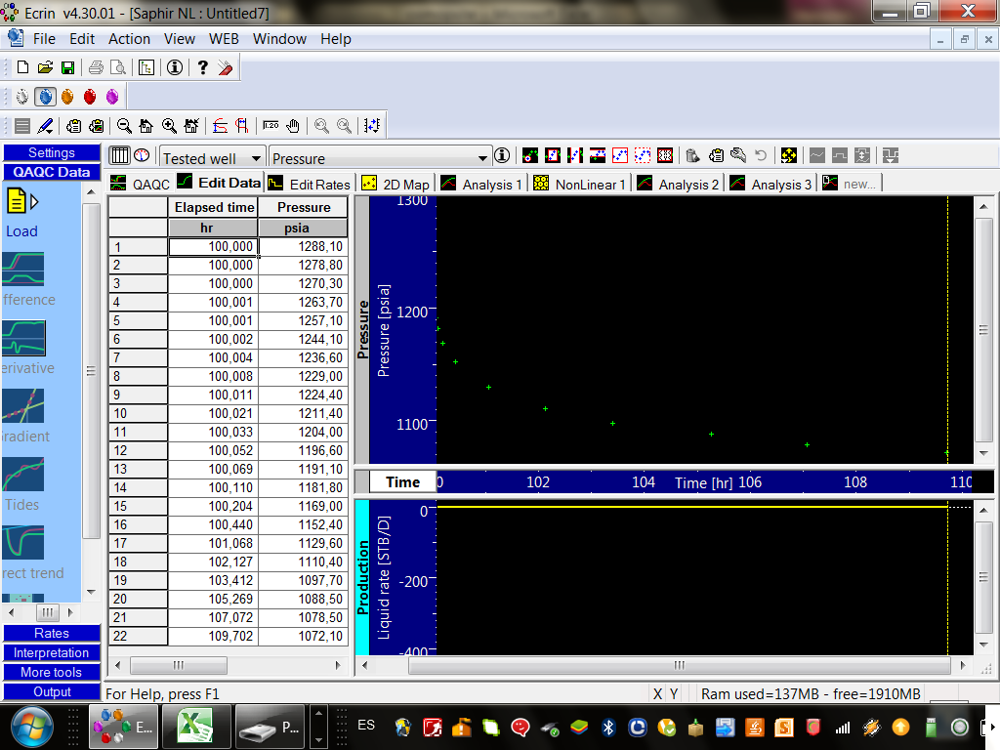 Ecrin v4.30.01 - [Saphir NL : Untitled7]
File Edit Action View WEB Window Help
1.20
Settings
QAQC Data
Load
fference
erivative
Gradient
Tides
rect trend
Rates
Interpretation
More tools
Output
Tested well Pressure
QAQC Edit Data Edit Rates 2D Map Analysis 1 NonLinear 1 Analysis 2 Analysis 3 new...
Elapsed time Pressure
hr psia
1 100,000 1288,10
2 100,000 1278,80
3 100,000 1270,30
4 100,001 1263,70
5 100,001 1257,10
6 100,002 1244,10
7 100,004 1236,60
8 100,008 1229,00
9 100,011 1224,40
10 100,021 1211,40
11 100,033 1204,00
12 100,052 1196,60
13 100,069 1191,10
14 100,110 1181,80
15 100,204 1169,00
16 100,440 1152,40
17 101,068 1129,60
18 102,127 1110,40
19 103,412 1097,70
20 105,269 1088,50
21 107,072 1078,50
22 109,702 1072,10
Pressure
Pressure [psia]
1300
1200
1100
Time
0 102 104 Time [hr] 106 108 110
Production
Liquid rate [STB/D]
0
-200
-400
For Help, press F1 X Y Ram used=137MB - free=1910MB
E... P... ES